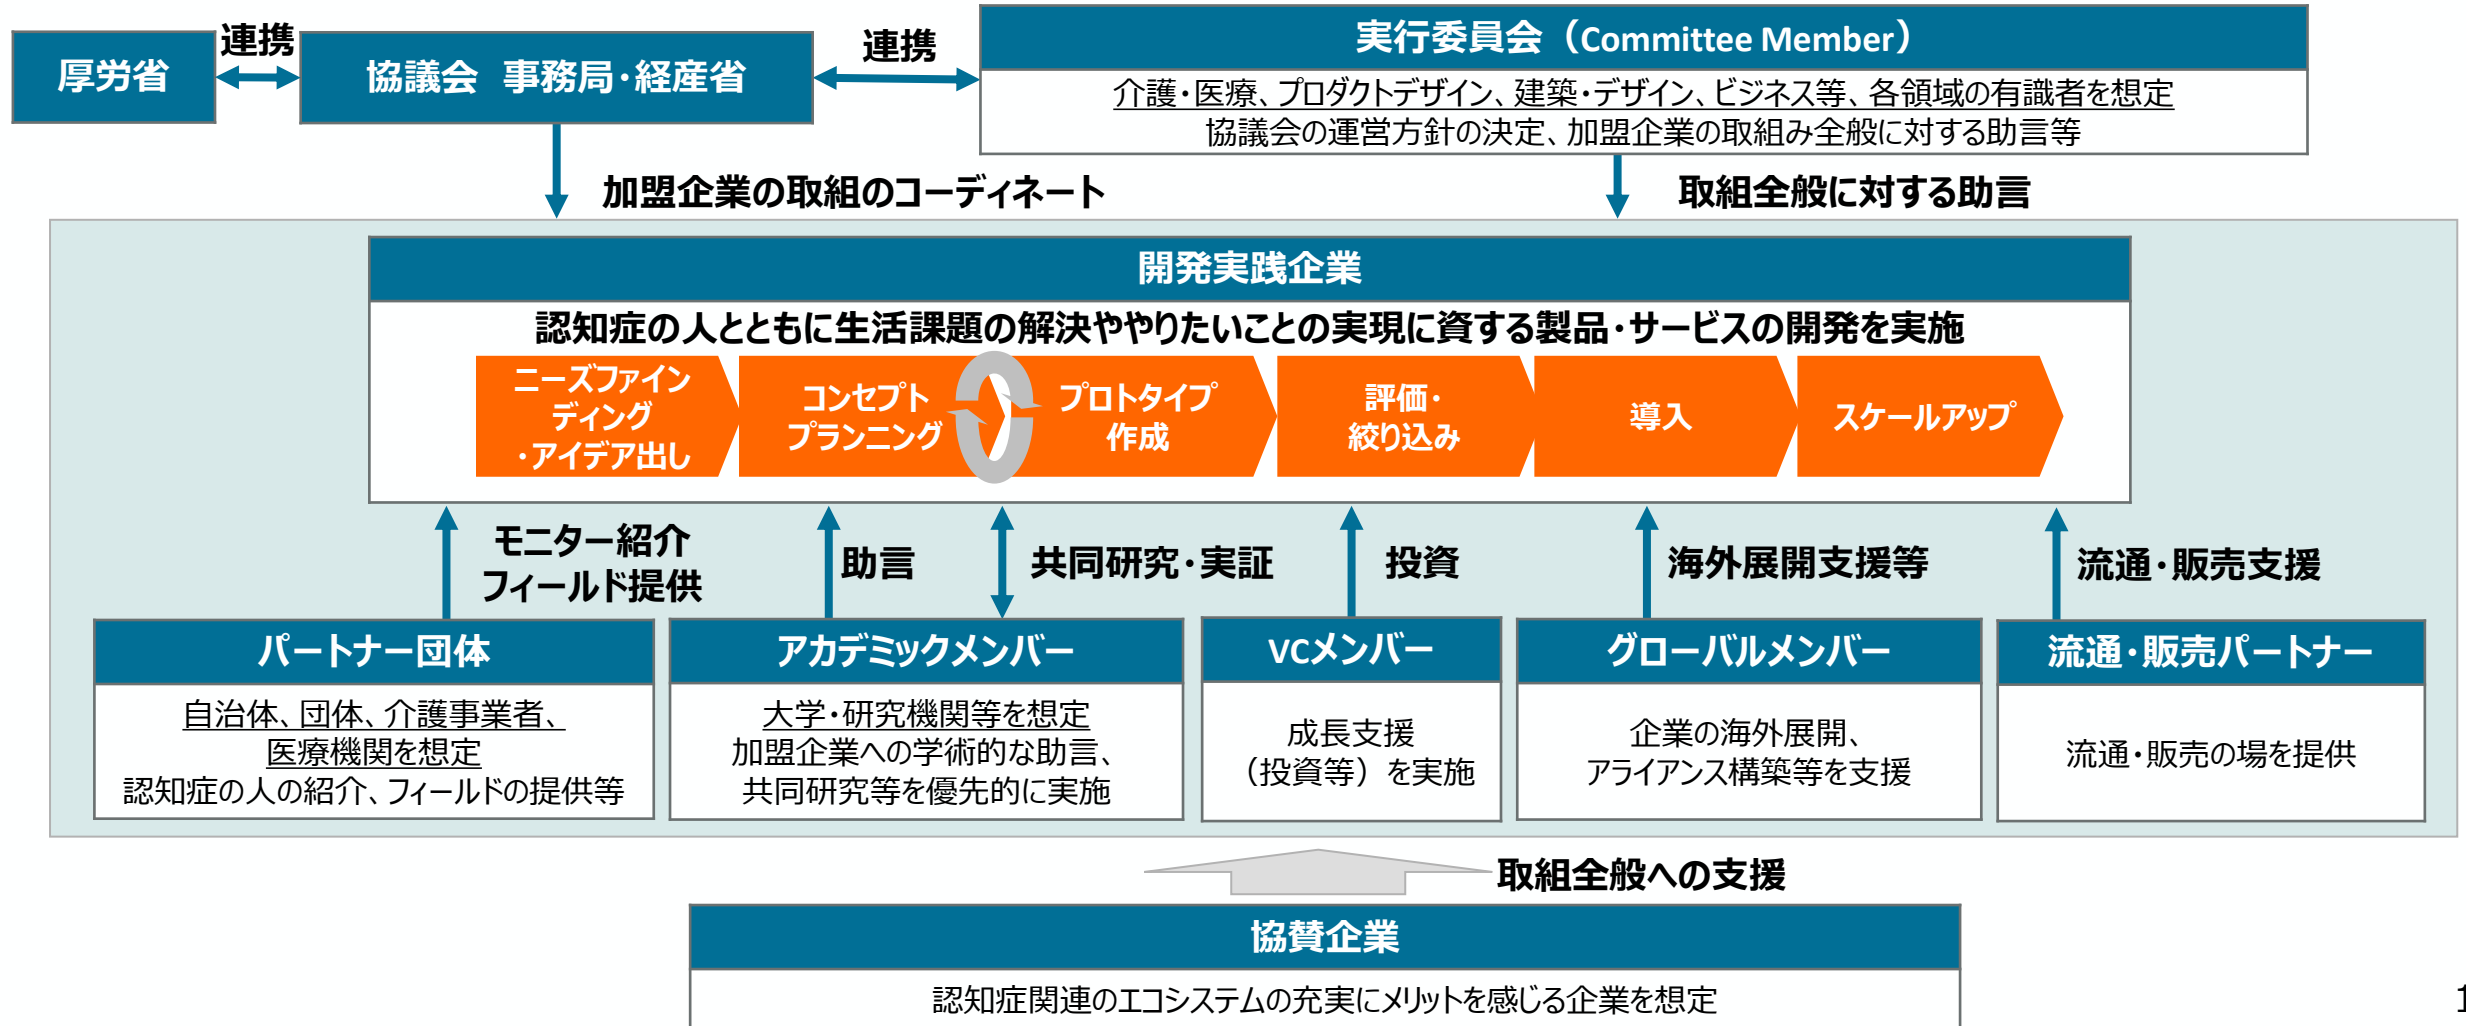 厚労省
連携
協議会　事務局・経産省
連携
実行委員会（Committee Member）
介護・医療、プロダクトデザイン、建築・デザイン、ビジネス等、各領域の有識者を想定
協議会の運営方針の決定、加盟企業の取組み全般に対する助言等
加盟企業の取組のコーディネート
取組全般に対する助言
開発実践企業
認知症の人とともに生活課題の解決ややりたいことの実現に資する製品・サービスの開発を実施
ニーズファイン
ディング
・アイデア出し
コンセプト
プランニング
プロトタイプ
作成
評価・
絞り込み
導入
スケールアップ
モニター紹介
フィールド提供
助言
共同研究・実証
投資
海外展開支援等
流通・販売支援
パートナー団体
自治体、団体、介護事業者、
医療機関を想定
認知症の人の紹介、フィールドの提供等
アカデミックメンバー
大学・研究機関等を想定
加盟企業への学術的な助言、
共同研究等を優先的に実施
VCメンバー
成長支援
（投資等）を実施
グローバルメンバー
企業の海外展開、
アライアンス構築等を支援
流通・販売パートナー
流通・販売の場を提供
取組全般への支援
協賛企業
認知症関連のエコシステムの充実にメリットを感じる企業を想定